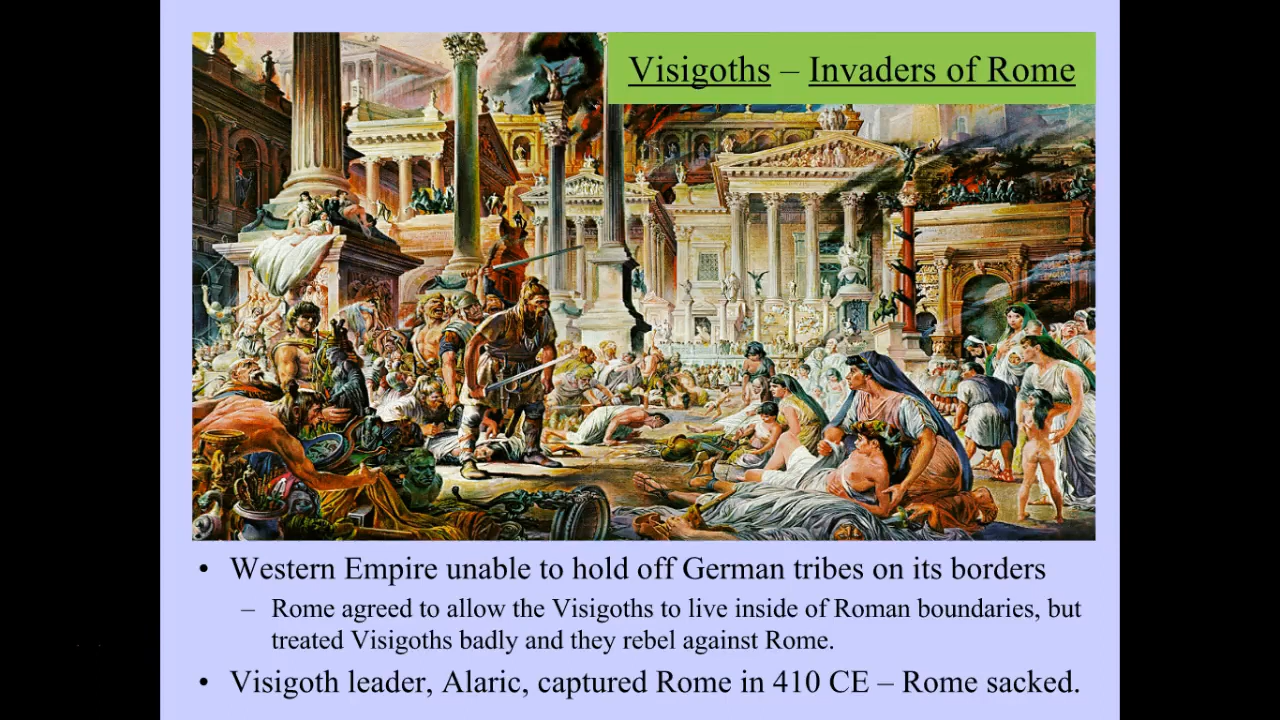 Visigoths – Invaders of Rome
• Western Empire unable to hold off German tribes on its borders
– Rome agreed to allow the Visigoths to live inside of Roman boundaries, but
treated Visigoths badly and they rebel against Rome.
• Visigoth leader, Alaric, captured Rome in 410 CE – Rome sacked.